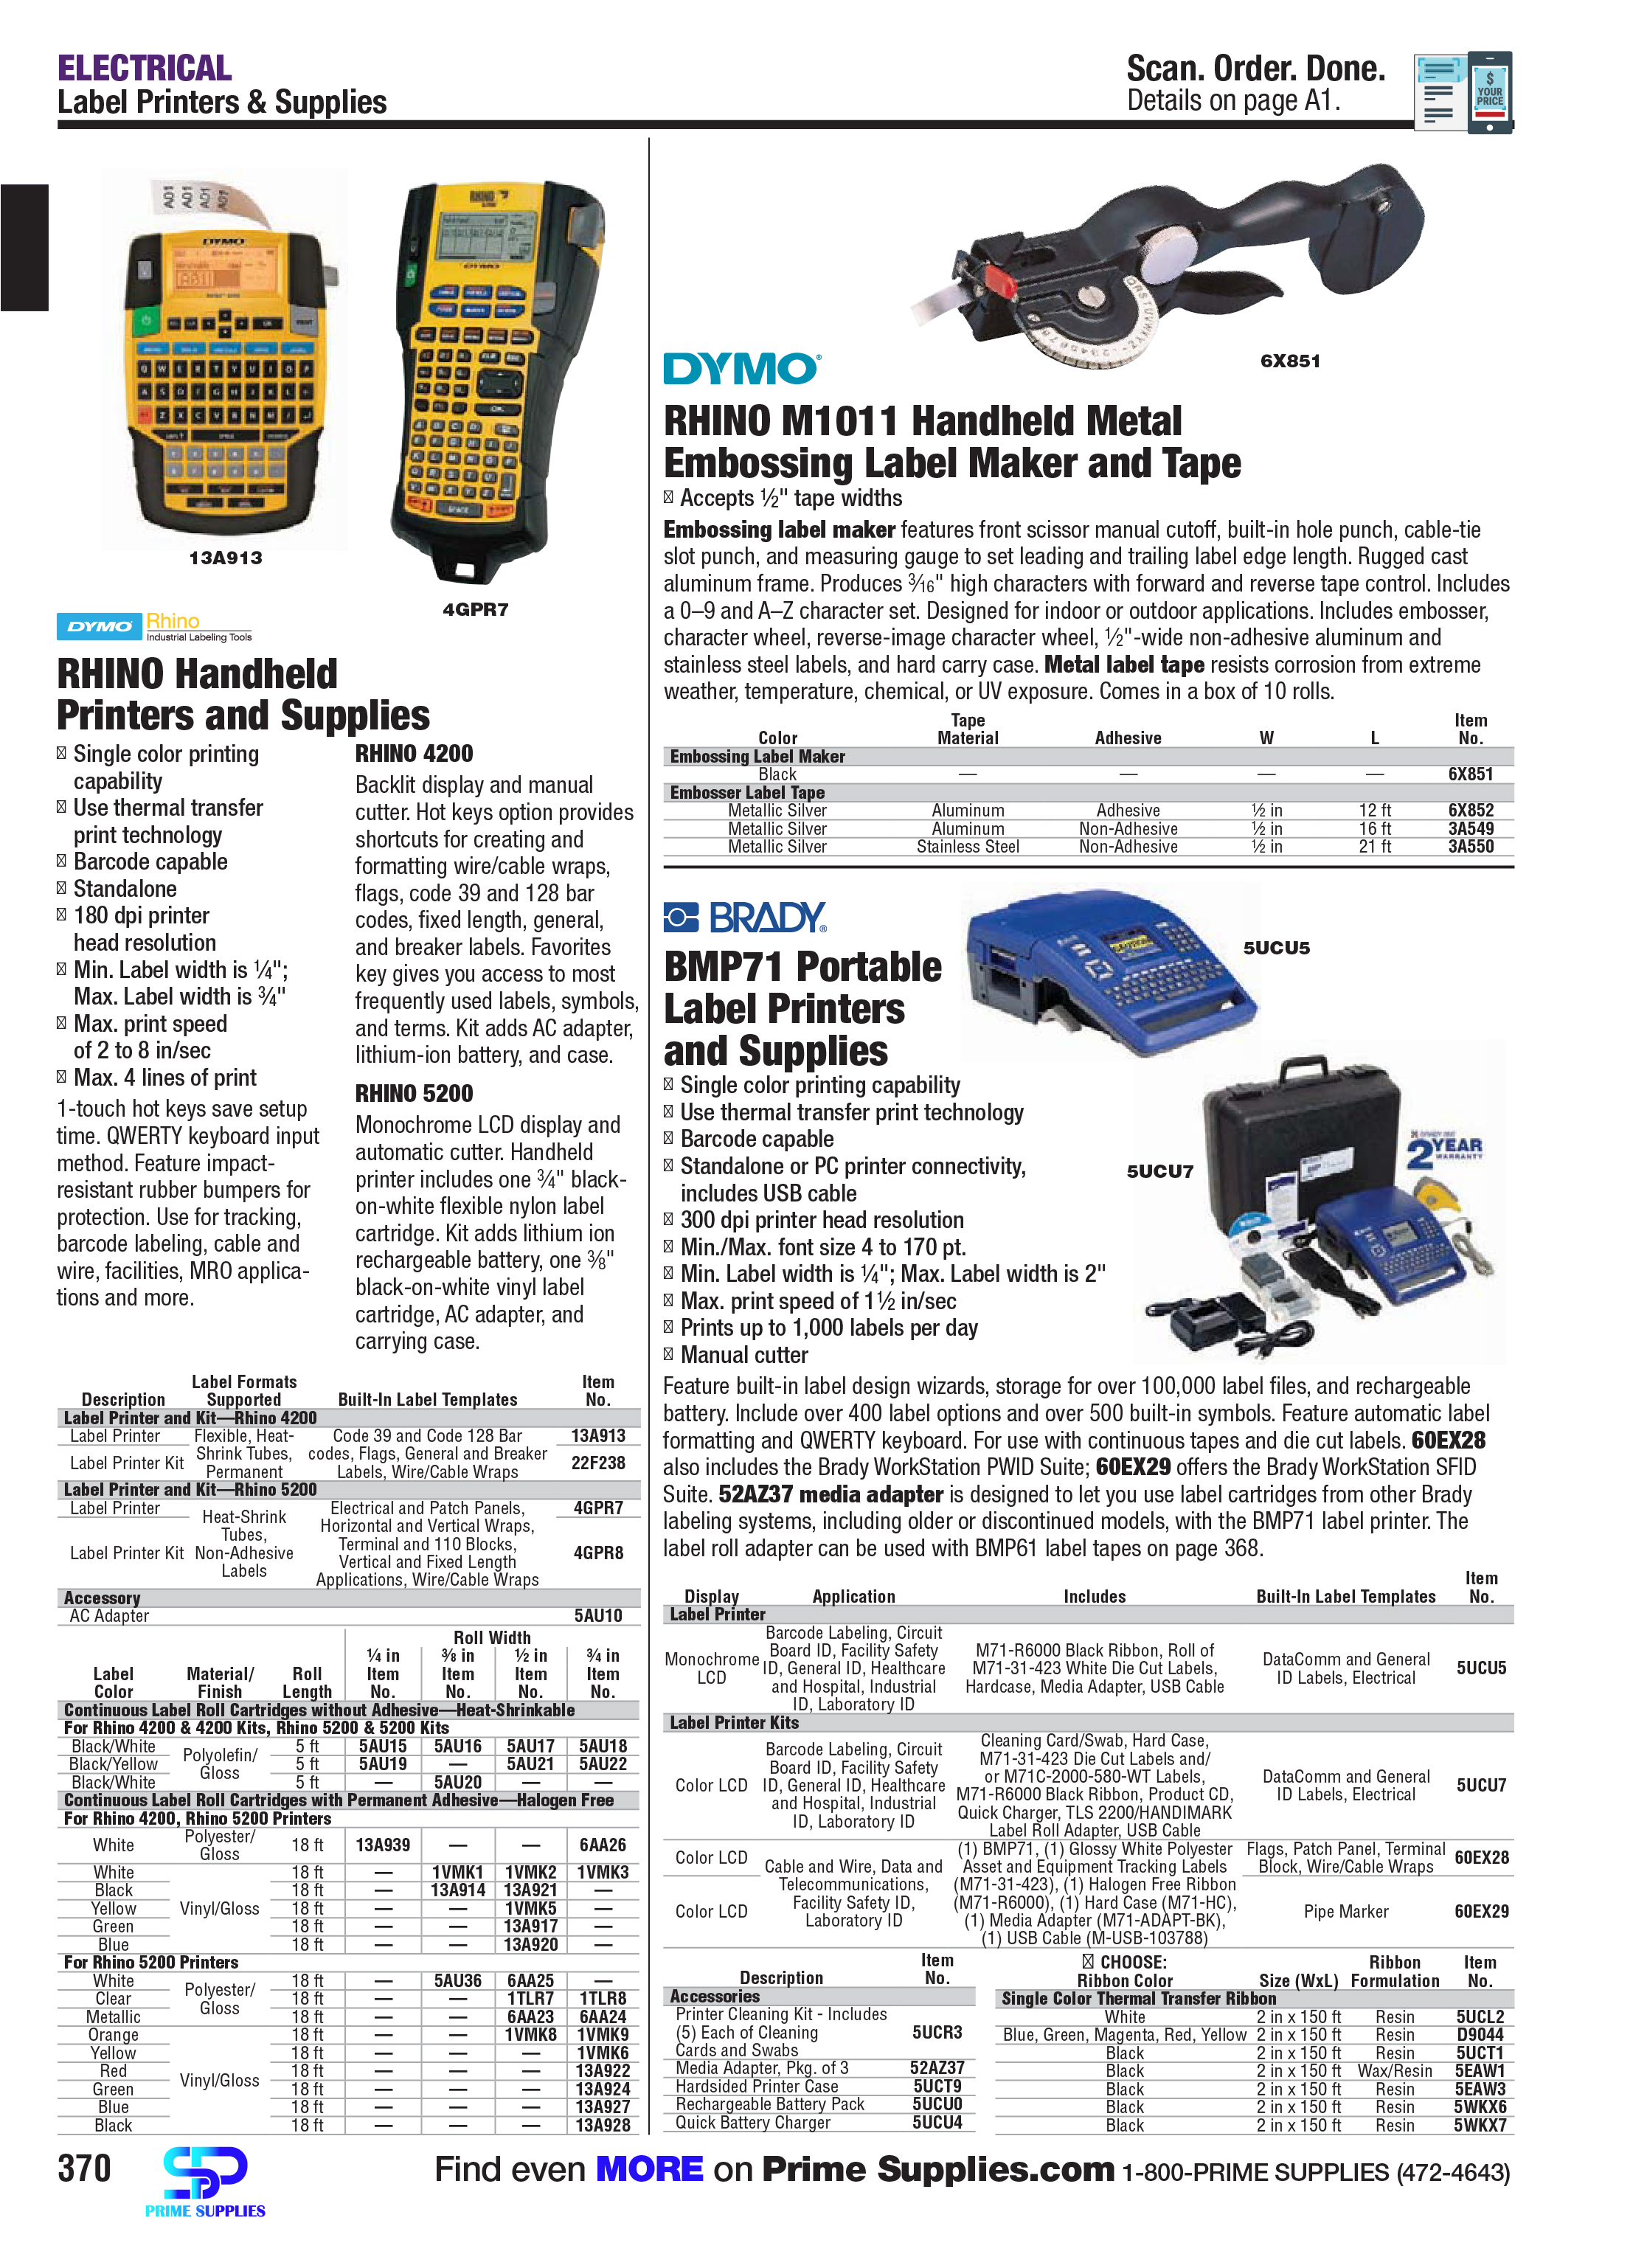 ELECTRICAL
Label Printers & Supplies
Scan. Order. Done.
Details on page A1.
$
YOUR
PRICE
A01 A01 A01 A01
DYMO
13A913
RHINO
DYMO
4GPR7
DYMO Rhino
Industrial Labeling Tools
RHINO Handheld
Printers and Supplies
Single color printing
capability
Use thermal transfer
print technology
Barcode capable
Standalone
180 dpi printer
head resolution
Min. Label width is ¼";
Max. Label width is ¾"
Max. print speed
of 2 to 8 in/sec
Max. 4 lines of print
1-touch hot keys save setup
time. QWERTY keyboard input
method. Feature impact-
resistant rubber bumpers for
protection. Use for tracking,
barcode labeling, cable and
wire, facilities, MRO applica-
tions and more.
RHINO 4200
Backlit display and manual
cutter. Hot keys option provides
shortcuts for creating and
formatting wire/cable wraps,
flags, code 39 and 128 bar
codes, fixed length, general,
and breaker labels. Favorites
key gives you access to most
frequently used labels, symbols,
and terms. Kit adds AC adapter,
lithium-ion battery, and case.
RHINO 5200
Monochrome LCD display and
automatic cutter. Handheld
printer includes one ¾" black-
on-white flexible nylon label
cartridge. Kit adds lithium ion
rechargeable battery, one ⅜"
black-on-white vinyl label
cartridge, AC adapter, and
carrying case.
Label Formats Item
Description Supported Built-In Label Templates No.
Label Printer and Kit—Rhino 4200
Label Printer Flexible, Heat- Code 39 and Code 128 Bar 13A913
Label Printer Kit Shrink Tubes, codes, Flags, General and Breaker 22F238
Permanent Labels, Wire/Cable Wraps
Label Printer and Kit—Rhino 5200
Label Printer Heat-Shrink Electrical and Patch Panels, 4GPR7
Tubes, Horizontal and Vertical Wraps,
Label Printer Kit Non-Adhesive Terminal and 110 Blocks, 4GPR8
Labels Vertical and Fixed Length
Applications, Wire/Cable Wraps
Accessory
AC Adapter 5AU10
Roll Width
¼ in ⅜ in ½ in ¾ in
Label Material/ Roll Item Item Item Item
Color Finish Length No. No. No. No.
Continuous Label Roll Cartridges without Adhesive—Heat-Shrinkable
For Rhino 4200 & 4200 Kits, Rhino 5200 & 5200 Kits
Black/White Polyolefin/ 5 ft 5AU15 5AU16 5AU17 5AU18
Black/Yellow Gloss 5 ft 5AU19 — 5AU21 5AU22
Black/White 5 ft — 5AU20 — —
Continuous Label Roll Cartridges with Permanent Adhesive—Halogen Free
For Rhino 4200, Rhino 5200 Printers
White Polyester/ Gloss 18 ft 13A939 — — 6AA26
White 18 ft — 1VMK1 1VMK2 1VMK3
Black 18 ft — 13A914 13A921 —
Yellow Vinyl/Gloss 18 ft — — 1VMK5 —
Green 18 ft — — 13A917 —
Blue 18 ft — — 13A920 —
For Rhino 5200 Printers
White Polyester/ 18 ft — 5AU36 6AA25 —
Clear Gloss 18 ft — — 1TLR7 1TLR8
Metallic 18 ft — — 6AA23 6AA24
Orange 18 ft — — 1VMK8 1VMK9
Yellow 18 ft — — — 1VMK6
Red 18 ft — — — 13A922
Green Vinyl/Gloss 18 ft — — — 13A924
Blue 18 ft — — — 13A927
Black 18 ft — — — 13A928
6X851
DYMO®
RHINO M1011 Handheld Metal
Embossing Label Maker and Tape
Accepts ½" tape widths
Embossing label maker features front scissor manual cutoff, built-in hole punch, cable-tie
slot punch, and measuring gauge to set leading and trailing label edge length. Rugged cast
aluminum frame. Produces 3⁄16" high characters with forward and reverse tape control. Includes
a 0–9 and A–Z character set. Designed for indoor or outdoor applications. Includes embosser,
character wheel, reverse-image character wheel, ½"-wide non-adhesive aluminum and
stainless steel labels, and hard carry case. Metal label tape resists corrosion from extreme
weather, temperature, chemical, or UV exposure. Comes in a box of 10 rolls.
Tape Item
Color Material Adhesive W L No.
Embossing Label Maker
Black — — — — 6X851
Embosser Label Tape
Metallic Silver Aluminum Adhesive ½ in 12 ft 6X852
Metallic Silver Aluminum Non-Adhesive ½ in 16 ft 3A549
Metallic Silver Stainless Steel Non-Adhesive ½ in 21 ft 3A550
BRADY®
5UCU5
BMP71 Portable
Label Printers
and Supplies
Single color printing capability
Use thermal transfer print technology
Barcode capable
Standalone or PC printer connectivity,
includes USB cable
300 dpi printer head resolution
Min./Max. font size 4 to 170 pt.
Min. Label width is ¼"; Max. Label width is 2"
Max. print speed of 1½ in/sec
Prints up to 1,000 labels per day
Manual cutter
5UCU7
2 YEAR
WARRANTY
Feature built-in label design wizards, storage for over 100,000 label files, and rechargeable
battery. Include over 400 label options and over 500 built-in symbols. Feature automatic label
formatting and QWERTY keyboard. For use with continuous tapes and die cut labels. 60EX28
also includes the Brady WorkStation PWID Suite; 60EX29 offers the Brady WorkStation SFID
Suite. 52AZ37 media adapter is designed to let you use label cartridges from other Brady
labeling systems, including older or discontinued models, with the BMP71 label printer. The
label roll adapter can be used with BMP61 label tapes on page 368.
Item
Display Application Includes Built-In Label Templates No.
Label Printer
Barcode Labeling, Circuit
Board ID, Facility Safety M71-R6000 Black Ribbon, Roll of
Monochrome ID, General ID, Healthcare M71-31-423 White Die Cut Labels, DataComm and General 5UCU5
LCD and Hospital, Industrial Hardcase, Media Adapter, USB Cable ID Labels, Electrical
ID, Laboratory ID
Label Printer Kits
Cleaning Card/Swab, Hard Case,
Barcode Labeling, Circuit M71-31-423 Die Cut Labels and/
Board ID, Facility Safety or M71C-2000-580-WT Labels, DataComm and General
Color LCD ID, General ID, Healthcare M71-R6000 Black Ribbon, Product CD, ID Labels, Electrical 5UCU7
and Hospital, Industrial Quick Charger, TLS 2200/HANDIMARK
ID, Laboratory ID Label Roll Adapter, USB Cable
(1) BMP71, (1) Glossy White Polyester Flags, Patch Panel, Terminal
Color LCD Cable and Wire, Data and Asset and Equipment Tracking Labels Block, Wire/Cable Wraps 60EX28
Telecommunications, (M71-31-423), (1) Halogen Free Ribbon
Color LCD Facility Safety ID, (M71-R6000), (1) Hard Case (M71-HC), Pipe Marker 60EX29
Laboratory ID (1) Media Adapter (M71-ADAPT-BK),
(1) USB Cable (M-USB-103788)
Item
Description No.
Accessories
Printer Cleaning Kit - Includes
(5) Each of Cleaning 5UCR3
Cards and Swabs
Media Adapter, Pkg. of 3 52AZ37
Hardsided Printer Case 5UCT9
Rechargeable Battery Pack 5UCU0
Quick Battery Charger 5UCU4
CHOOSE: Ribbon Item
Ribbon Color Size (WxL) Formulation No.
Single Color Thermal Transfer Ribbon
White 2 in x 150 ft Resin 5UCL2
Blue, Green, Magenta, Red, Yellow 2 in x 150 ft Resin D9044
Black 2 in x 150 ft Resin 5UCT1
Black 2 in x 150 ft Wax/Resin 5EAW1
Black 2 in x 150 ft Resin 5EAW3
Black 2 in x 150 ft Resin 5WKX6
Black 2 in x 150 ft Resin 5WKX7
370
PRIME SUPPLIES
Find even MORE on Prime Supplies.com 1-800-PRIME SUPPLIES (472-4643)